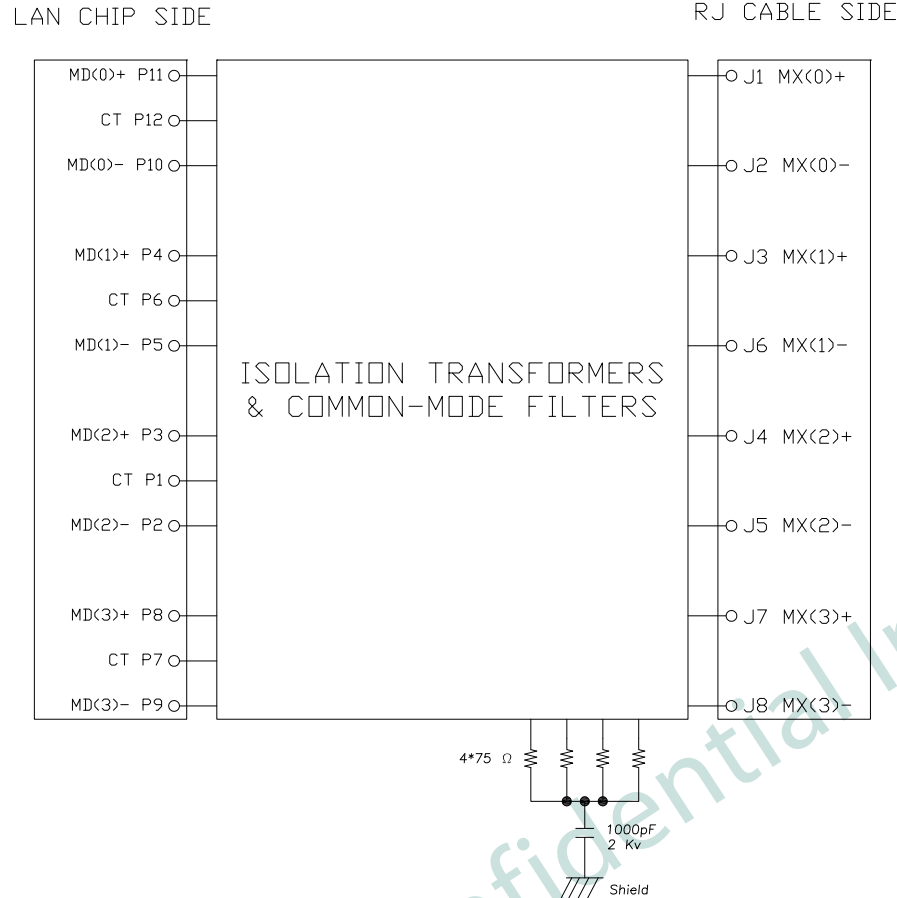 LAN CHIP SIDE
RJ CABLE SIDE
MD(0)+ P11
J1 MX(0)+
CT P12
MD(0)- P10
J2 MX(0)-
MD(1)+ P4
J3 MX(1)+
CT P6
MD(1)- P5
J6 MX(1)-
ISOLATION TRANSFORMERS
& COMMON-MODE FILTERS
MD(2)+ P3
J4 MX(2)+
CT P1
MD(2)- P2
J5 MX(2)-
MD(3)+ P8
J7 MX(3)+
CT P7
MD(3)- P9
J8 MX(3)-
4*75 Ω
1000pF
2 Kv
Shield